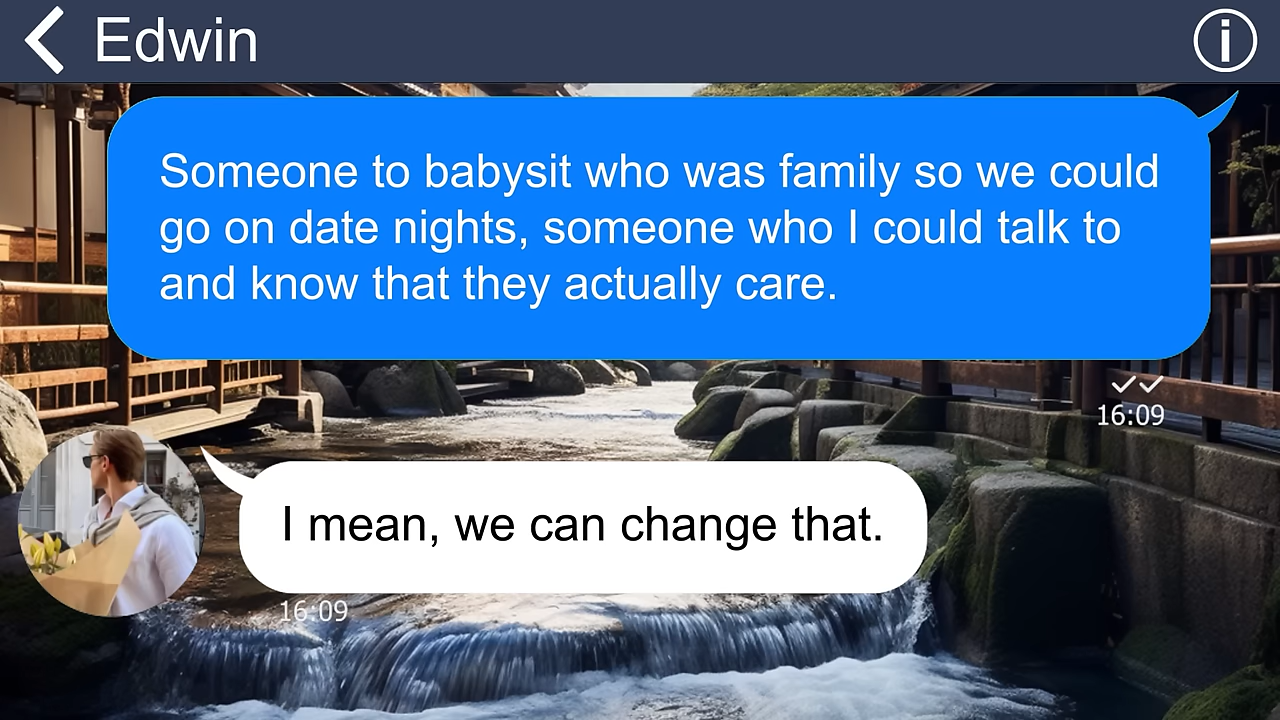 Edwin
Someone to babysit who was family so we could
go on date nights, someone who I could talk to
and know that they actually care.
16:09
I mean, we can change that.
16:09